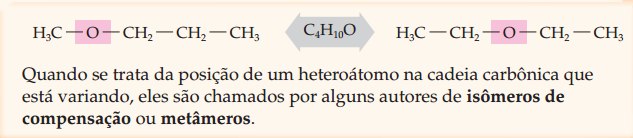 H₃C—O—CH₂—CH₂—CH₃ C₄H₁₀O H₃C—CH₂—O—CH₂—CH₃
Quando se trata da posição de um heteroátomo na cadeia carbônica que
está variando, eles são chamados por alguns autores de isômeros de
compensação ou metâmeros.